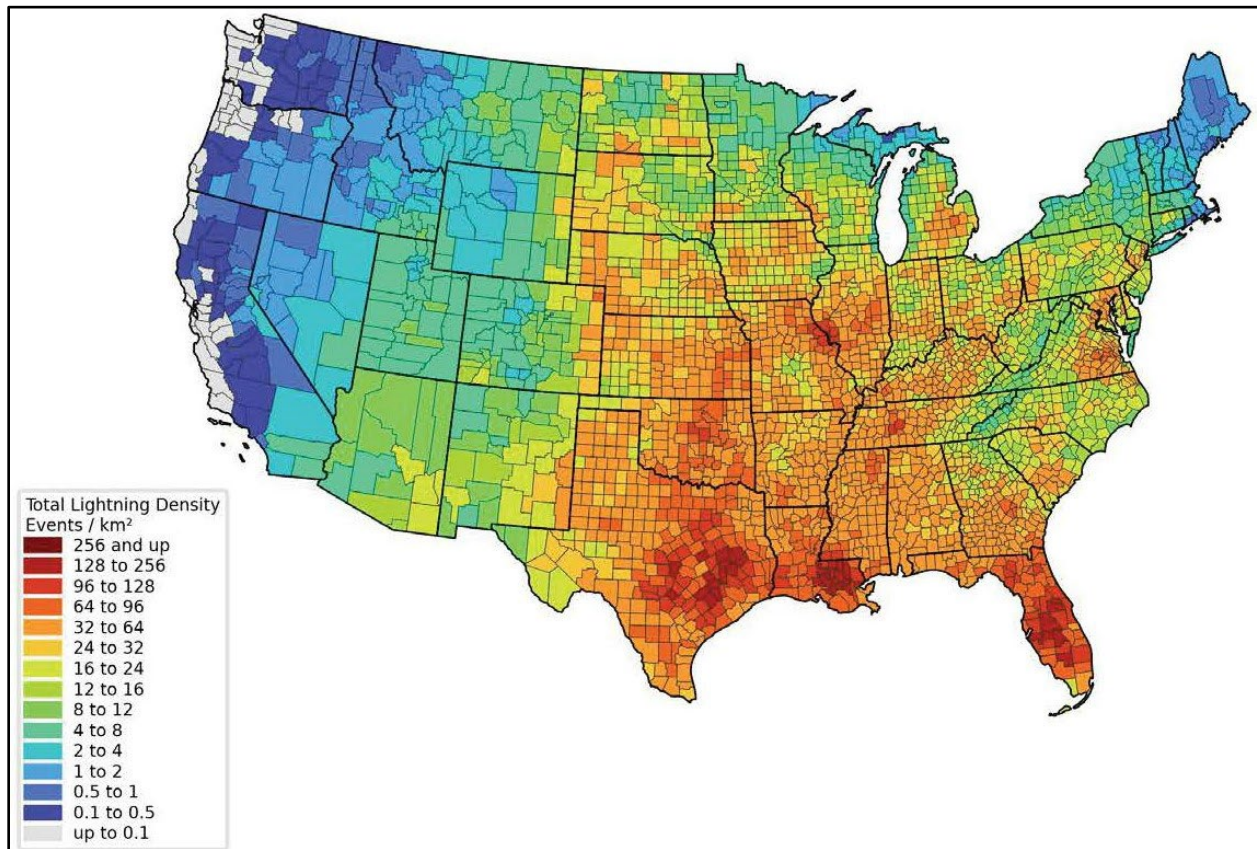 Total Lightning Density
Events / km²
256 and up
128 to 256
96 to 128
64 to 96
32 to 64
24 to 32
16 to 24
12 to 16
8 to 12
4 to 8
2 to 4
1 to 2
0.5 to 1
0.1 to 0.5
up to 0.1